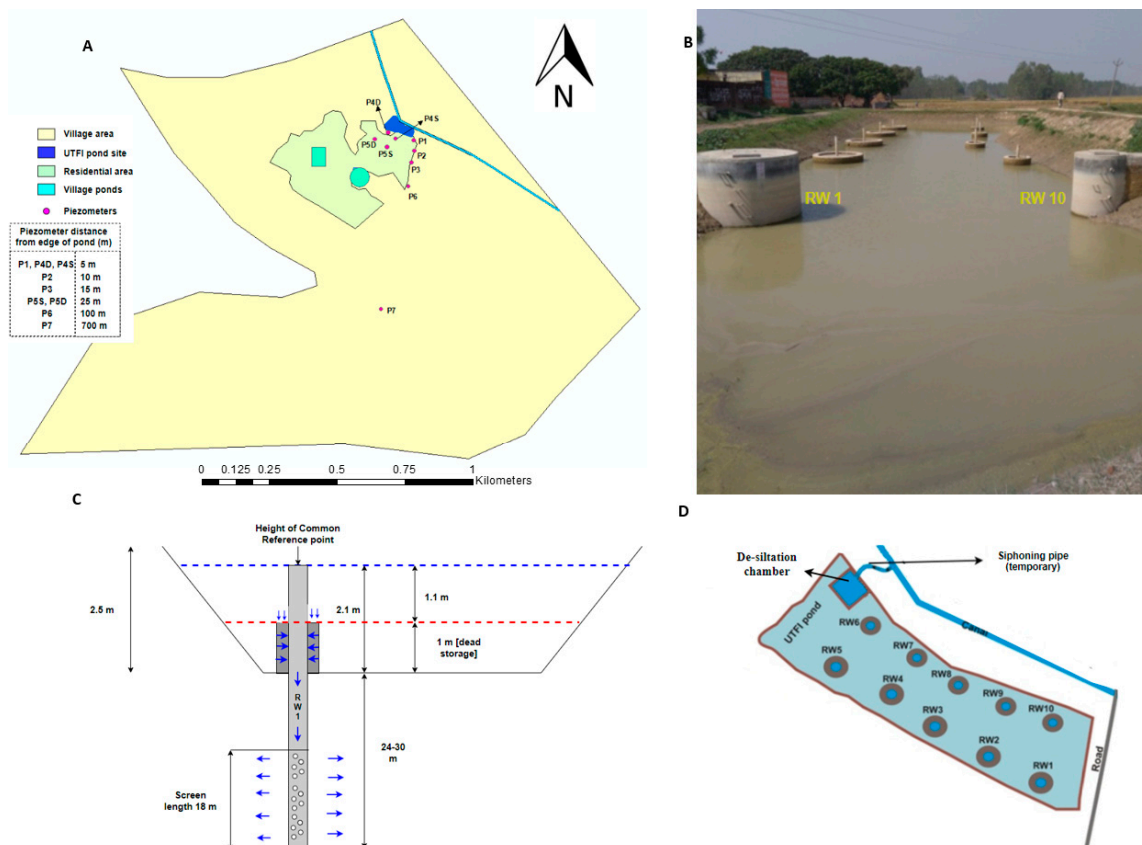 A
N
P4D
P4S
P5D
P1
P5S
P2
P3
P6
P7
Village area
UTFI pond site
Residential area
Village ponds
Piezometers
Piezometer distance
from edge of pond (m)
P1, P4D, P4S 5 m
P2 10 m
P3 15 m
P5S, P5D 25 m
P6 100 m
P7 700 m
0 0.125 0.25 0.5 0.75 1
Kilometers
B
RW 1
RW 10
C
Height of Common
Reference point
2.5 m
2.1 m
1.1 m
1 m [dead
storage]
R
W
1
24-30
m
Screen
length 18 m
D
De-siltation
chamber
Siphoning pipe
(temporary)
UTFI pond
Canal
RW6
RW7
RW5
RW8
RW4
RW9
RW10
RW3
RW2
RW1
Road